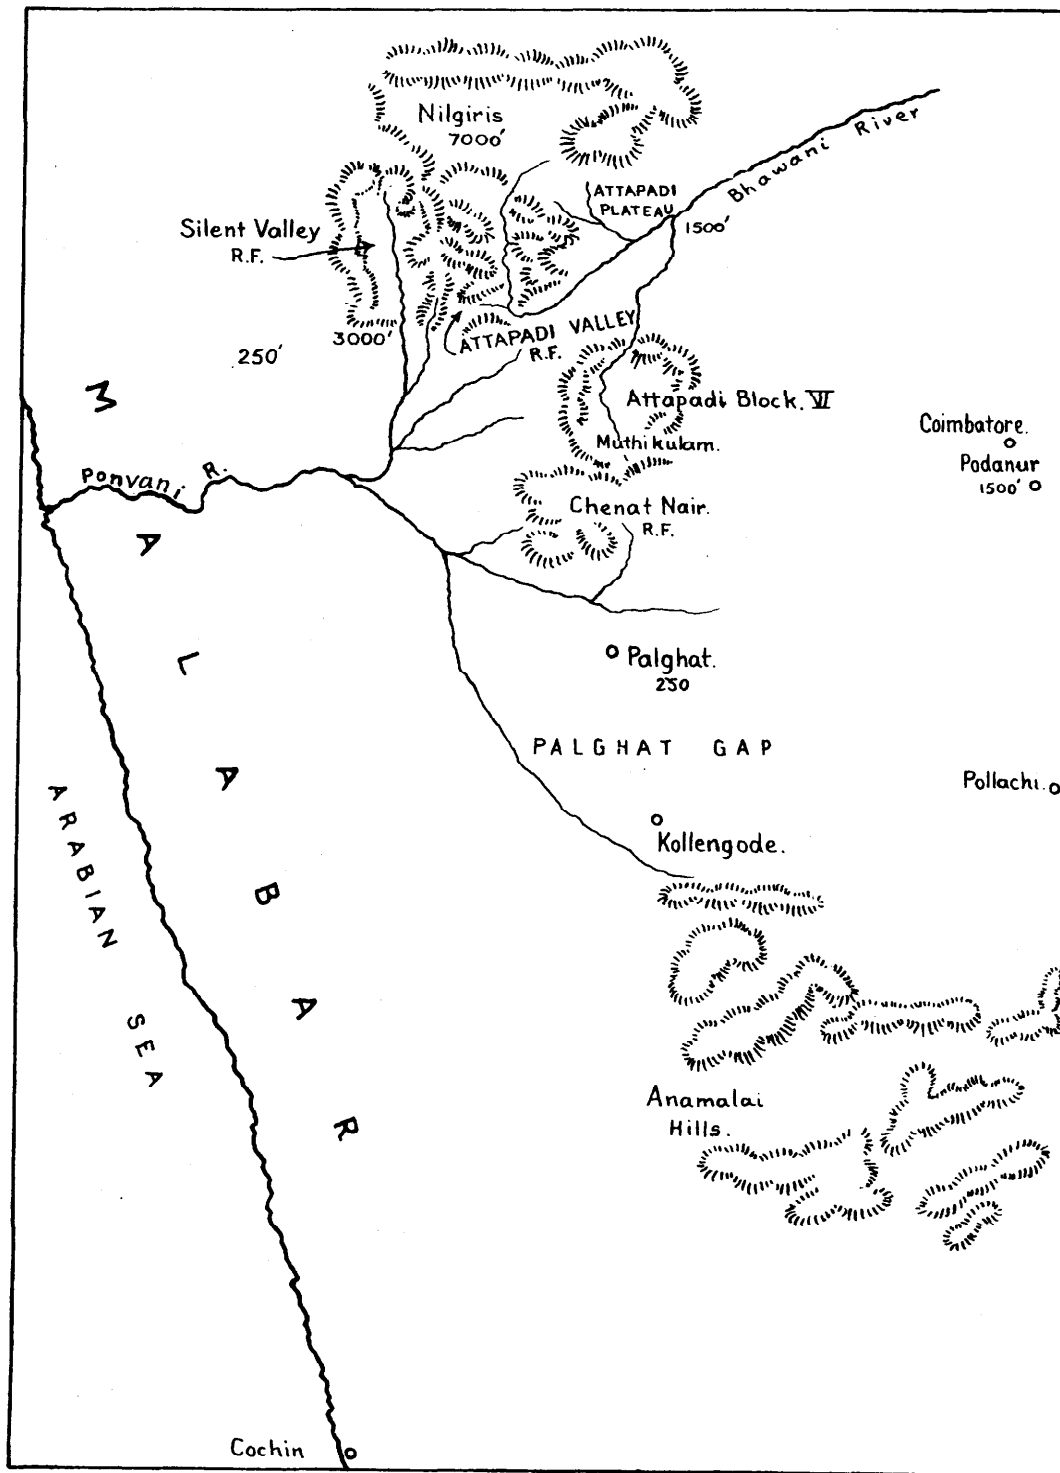 Nilgiris
7000'
ATTAPADI
PLATEAU
Bhawani River
1500'
Silent Valley
R.F.
3000'
ATTAPADI VALLEY
R.F.
250'
Attapadi Block. VI
Muthikulam.
Coimbatore.
Podanur
1500'
Ponvani R.
Chenat Nair.
R.F.
Palghat.
250
PALGHAT GAP
Pollachi.
Kollengode.
MALABAR
ARABIAN SEA
Anamalai
Hills.
Cochin